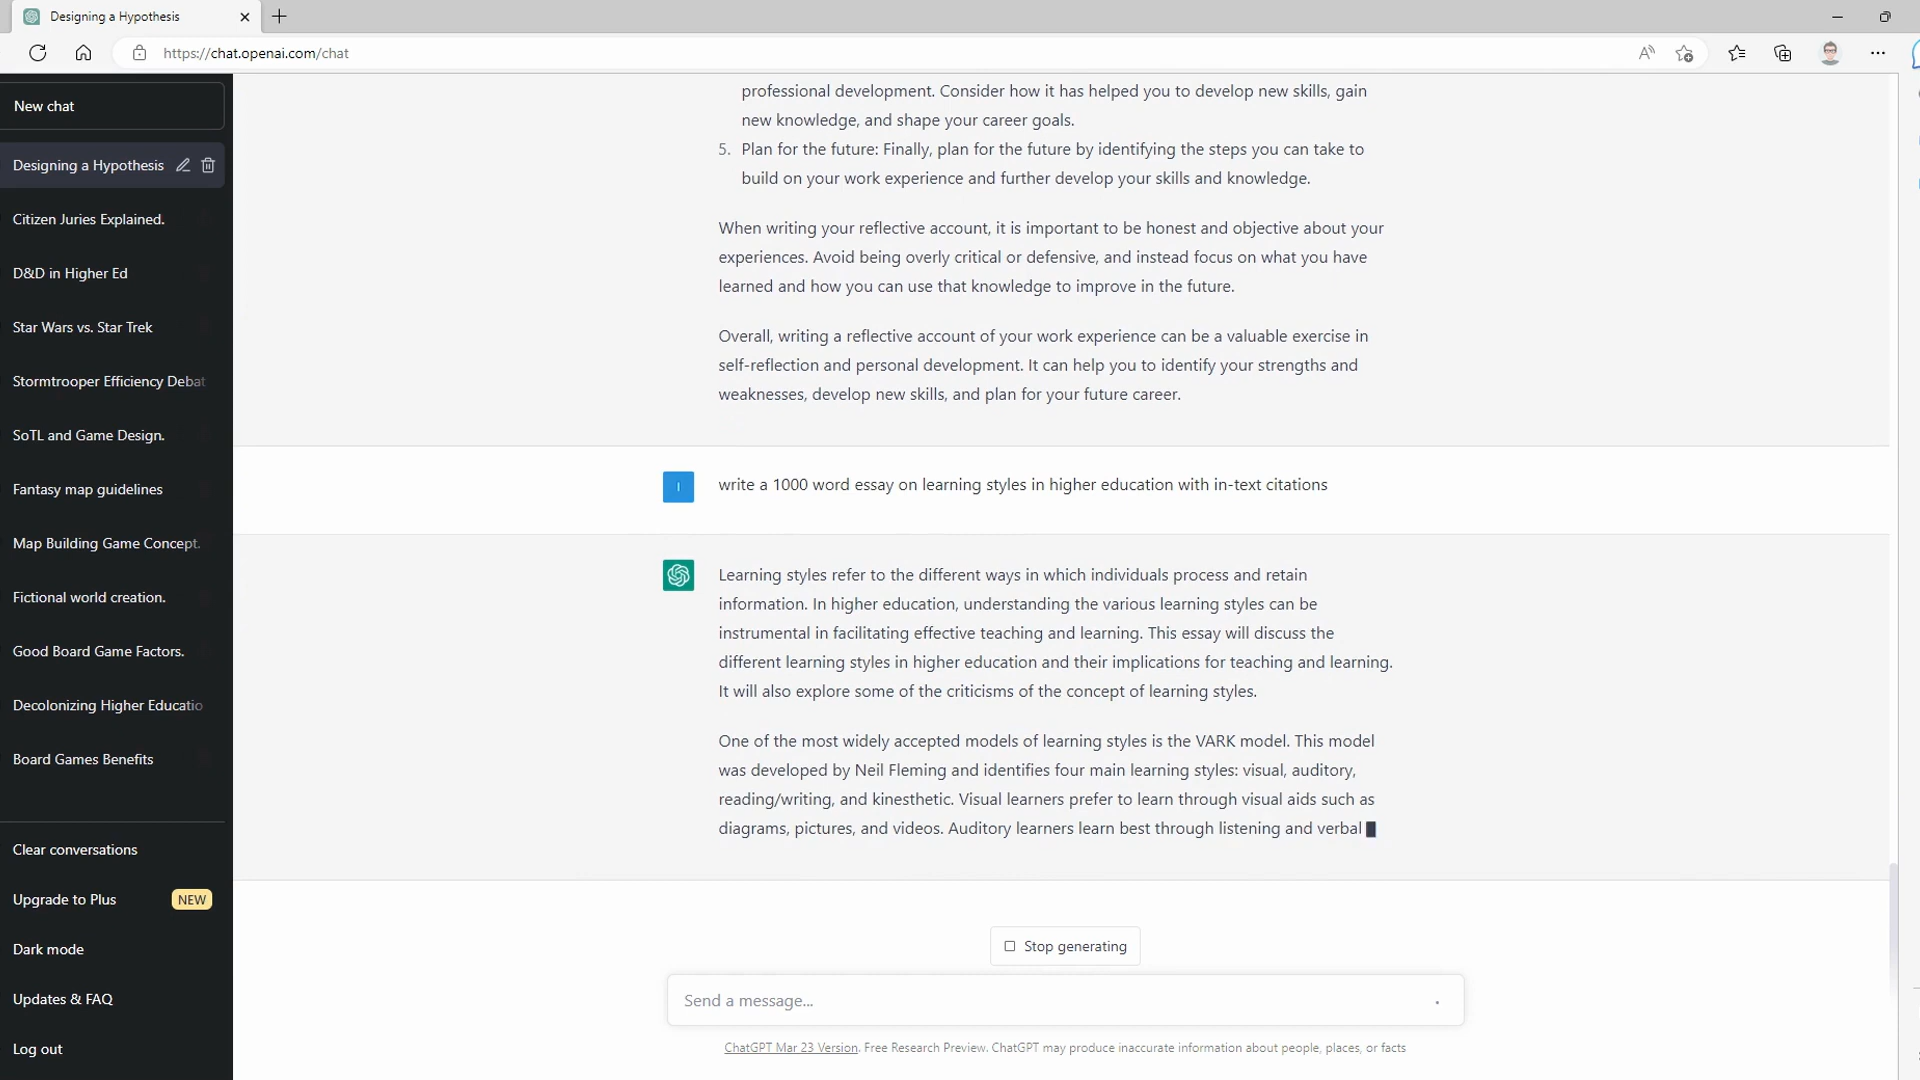 Designing a Hypothesis
https://chat.openai.com/chat
New chat
Designing a Hypothesis
Citizen Juries Explained.
D&D in Higher Ed
Star Wars vs. Star Trek
Stormtrooper Efficiency Debat
SoTL and Game Design.
Fantasy map guidelines
Map Building Game Concept.
Fictional world creation.
Good Board Game Factors.
Decolonizing Higher Educatio
Board Games Benefits
Clear conversations
Upgrade to Plus NEW
Dark mode
Updates & FAQ
Log out
professional development. Consider how it has helped you to develop new skills, gain
new knowledge, and shape your career goals.
5. Plan for the future: Finally, plan for the future by identifying the steps you can take to
build on your work experience and further develop your skills and knowledge.
When writing your reflective account, it is important to be honest and objective about your
experiences. Avoid being overly critical or defensive, and instead focus on what you have
learned and how you can use that knowledge to improve in the future.
Overall, writing a reflective account of your work experience can be a valuable exercise in
self-reflection and personal development. It can help you to identify your strengths and
weaknesses, develop new skills, and plan for your future career.
I
write a 1000 word essay on learning styles in higher education with in-text citations
Learning styles refer to the different ways in which individuals process and retain
information. In higher education, understanding the various learning styles can be
instrumental in facilitating effective teaching and learning. This essay will discuss the
different learning styles in higher education and their implications for teaching and learning.
It will also explore some of the criticisms of the concept of learning styles.
One of the most widely accepted models of learning styles is the VARK model. This model
was developed by Neil Fleming and identifies four main learning styles: visual, auditory,
reading/writing, and kinesthetic. Visual learners prefer to learn through visual aids such as
diagrams, pictures, and videos. Auditory learners learn best through listening and verbal
Stop generating
Send a message...
ChatGPT Mar 23 Version. Free Research Preview. ChatGPT may produce inaccurate information about people, places, or facts